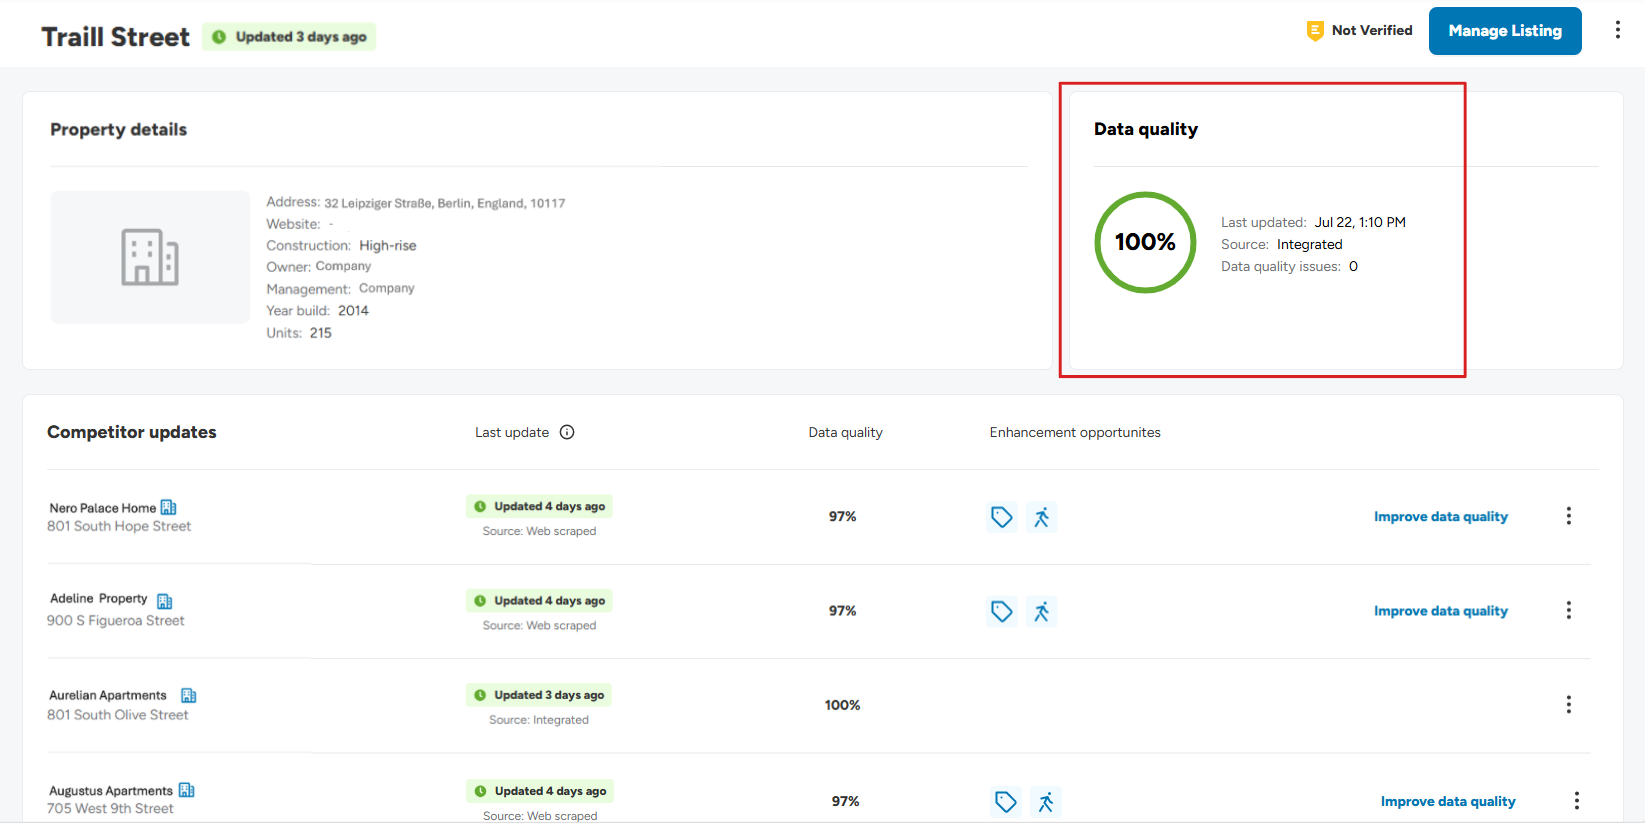 Traill Street
Updated 3 days ago
Not Verified
Manage Listing
Property details
Address: 32 Leipziger Straße, Berlin, England, 10117
Website: -
Construction: High-rise
Owner: Company
Management: Company
Year build: 2014
Units: 215
Data quality
100%
Last updated: Jul 22, 1:10 PM
Source: Integrated
Data quality issues: 0
Competitor updates
Last update
Data quality
Enhancement opportunites
Nero Palace Home
801 South Hope Street
Updated 4 days ago
Source: Web scraped
97%
Improve data quality
Adeline Property
900 S Figueroa Street
Updated 4 days ago
Source: Web scraped
97%
Improve data quality
Aurelian Apartments
801 South Olive Street
Updated 3 days ago
Source: Integrated
100%
Augustus Apartments
705 West 9th Street
Updated 4 days ago
Source: Web scraped
97%
Improve data quality